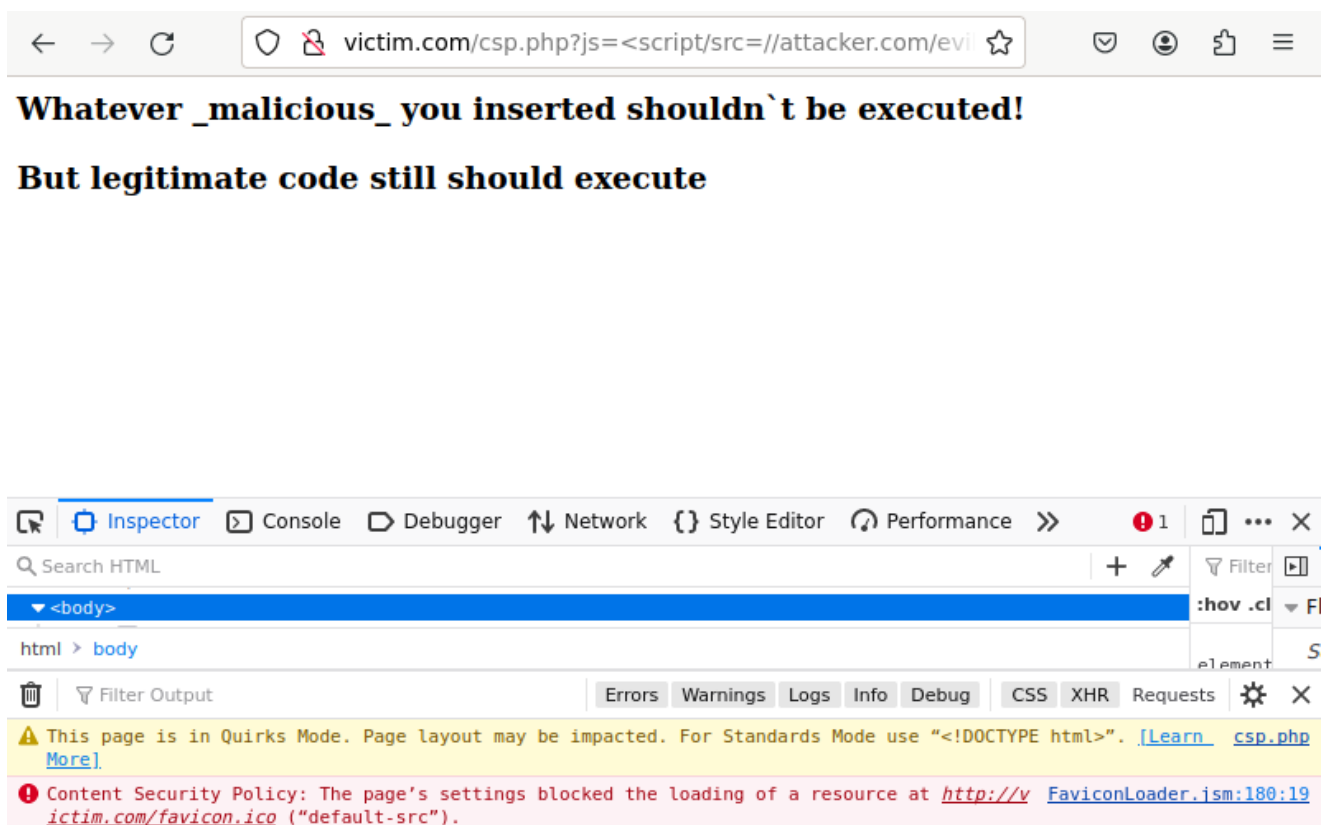 victim.com/csp.php?js=<script/src=//attacker.com/evi
Whatever _malicious_ you inserted shouldn`t be executed!
But legitimate code still should execute
Inspector Console Debugger Network {} Style Editor Performance 1
Search HTML + Filter
<body> :hov .cl Fl
html > body element S
Filter Output Errors Warnings Logs Info Debug CSS XHR Requests
This page is in Quirks Mode. Page layout may be impacted. For Standards Mode use “<!DOCTYPE html>”. [Learn csp.php
More]
Content Security Policy: The page’s settings blocked the loading of a resource at http://v FaviconLoader.jsm:180:19
ictim.com/favicon.ico (“default-src”).